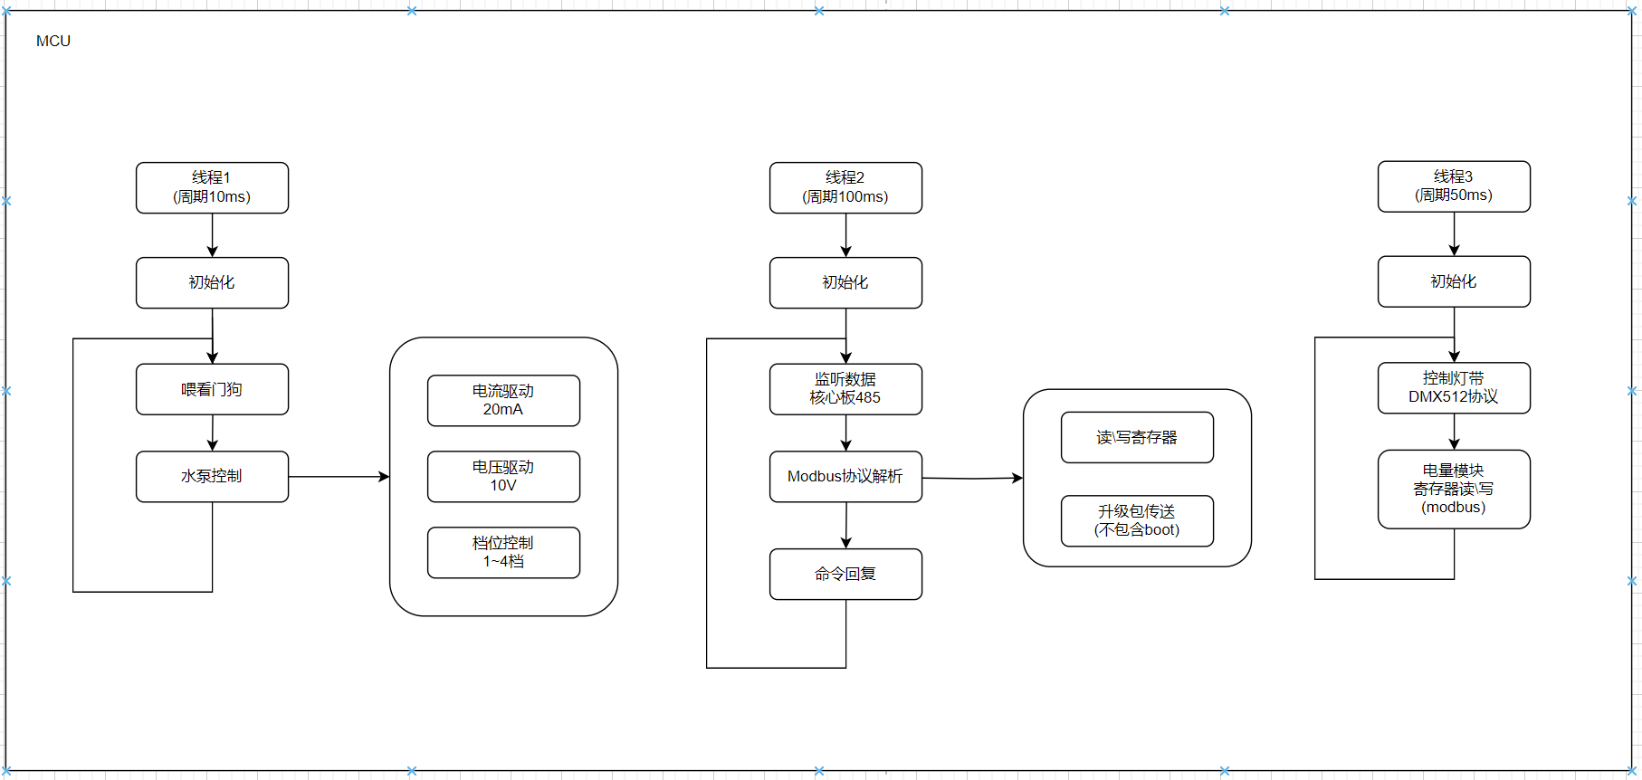 MCU
线程1
(周期10ms)
初始化
喂看门狗
水泵控制
电流驱动
20mA
电压驱动
10V
档位控制
1~4档
线程2
(周期100ms)
初始化
监听数据
核心板485
Modbus协议解析
命令回复
读\写寄存器
升级包传送
(不包含boot)
线程3
(周期50ms)
初始化
控制灯带
DMX512协议
电量模块
寄存器读\写
(modbus)